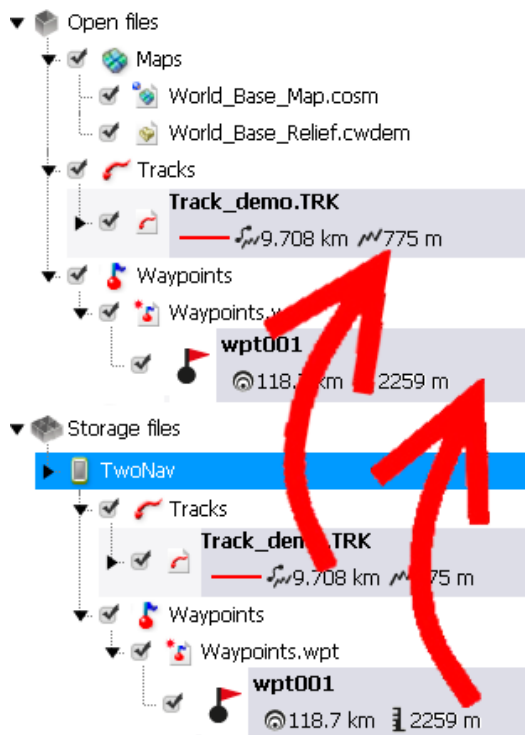 Open files
Maps
World_Base_Map.cosm
World_Base_Relief.cwdem
Tracks
Track_demo.TRK
9.708 km 775 m
Waypoints
wpt001
km 2259 m
Storage files
TwoNav
Tracks
9.708 km
Waypoints
Waypoints.wpt
wpt001
118.7 km 2259 m